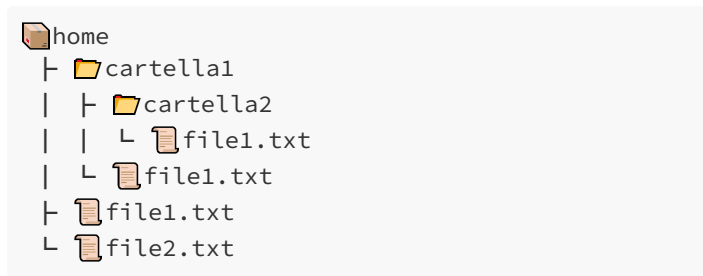 home
├ cartella1
| ├ cartella2
| | └ file1.txt
| └ file1.txt
├ file1.txt
└ file2.txt